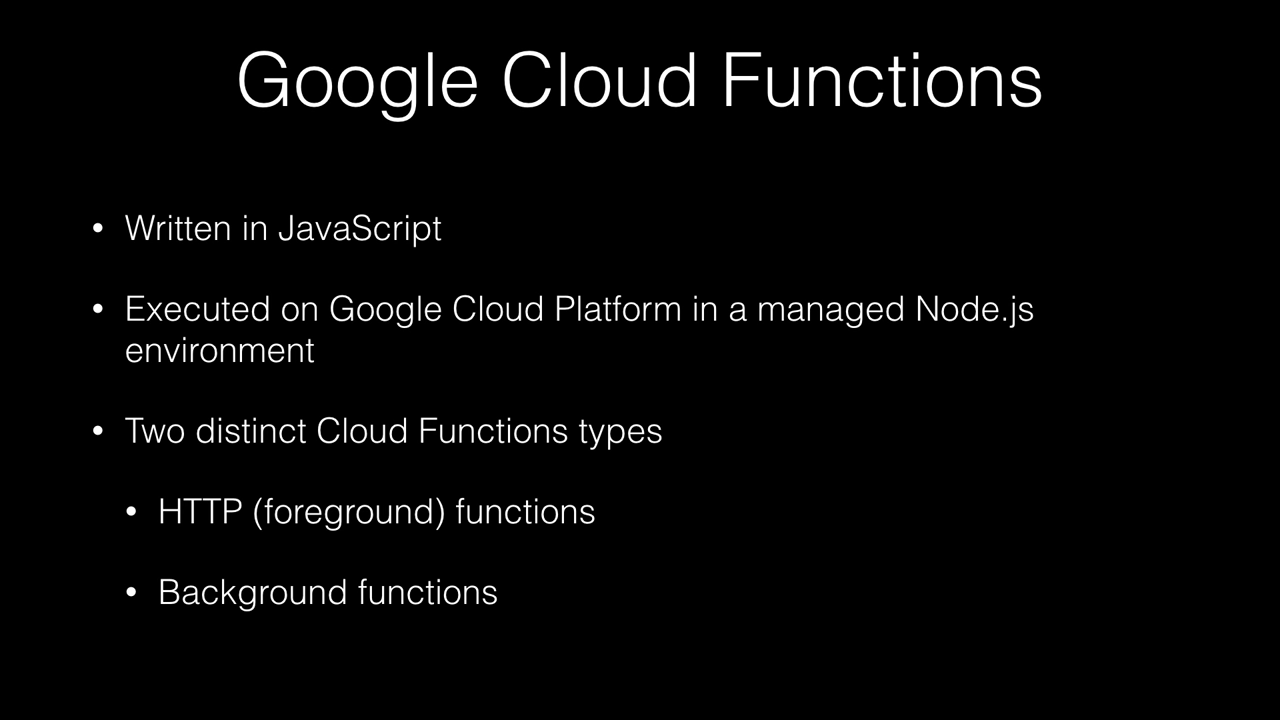 Google Cloud Functions
• Written in JavaScript
• Executed on Google Cloud Platform in a managed Node.js
environment
• Two distinct Cloud Functions types
• HTTP (foreground) functions
• Background functions